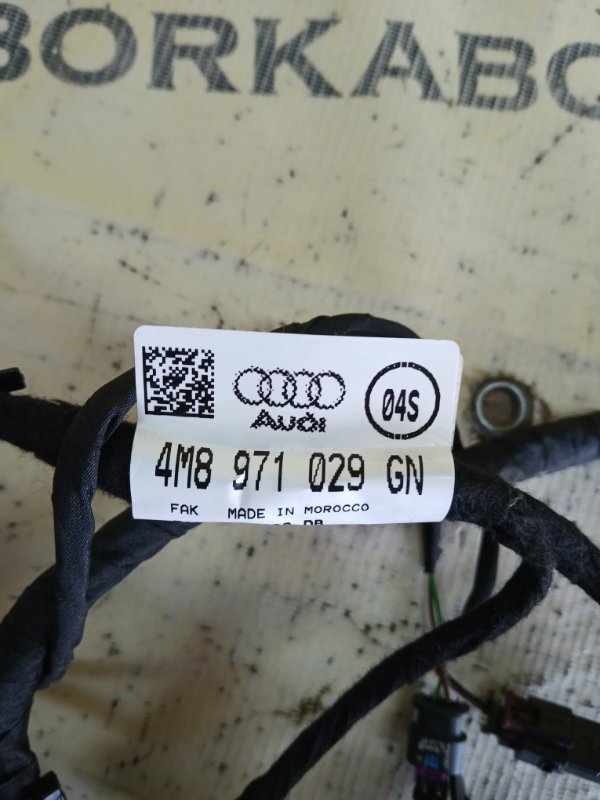 BORKABO
Audi
04S
4M8 971 029 GN
FAK MADE IN MOROCCO